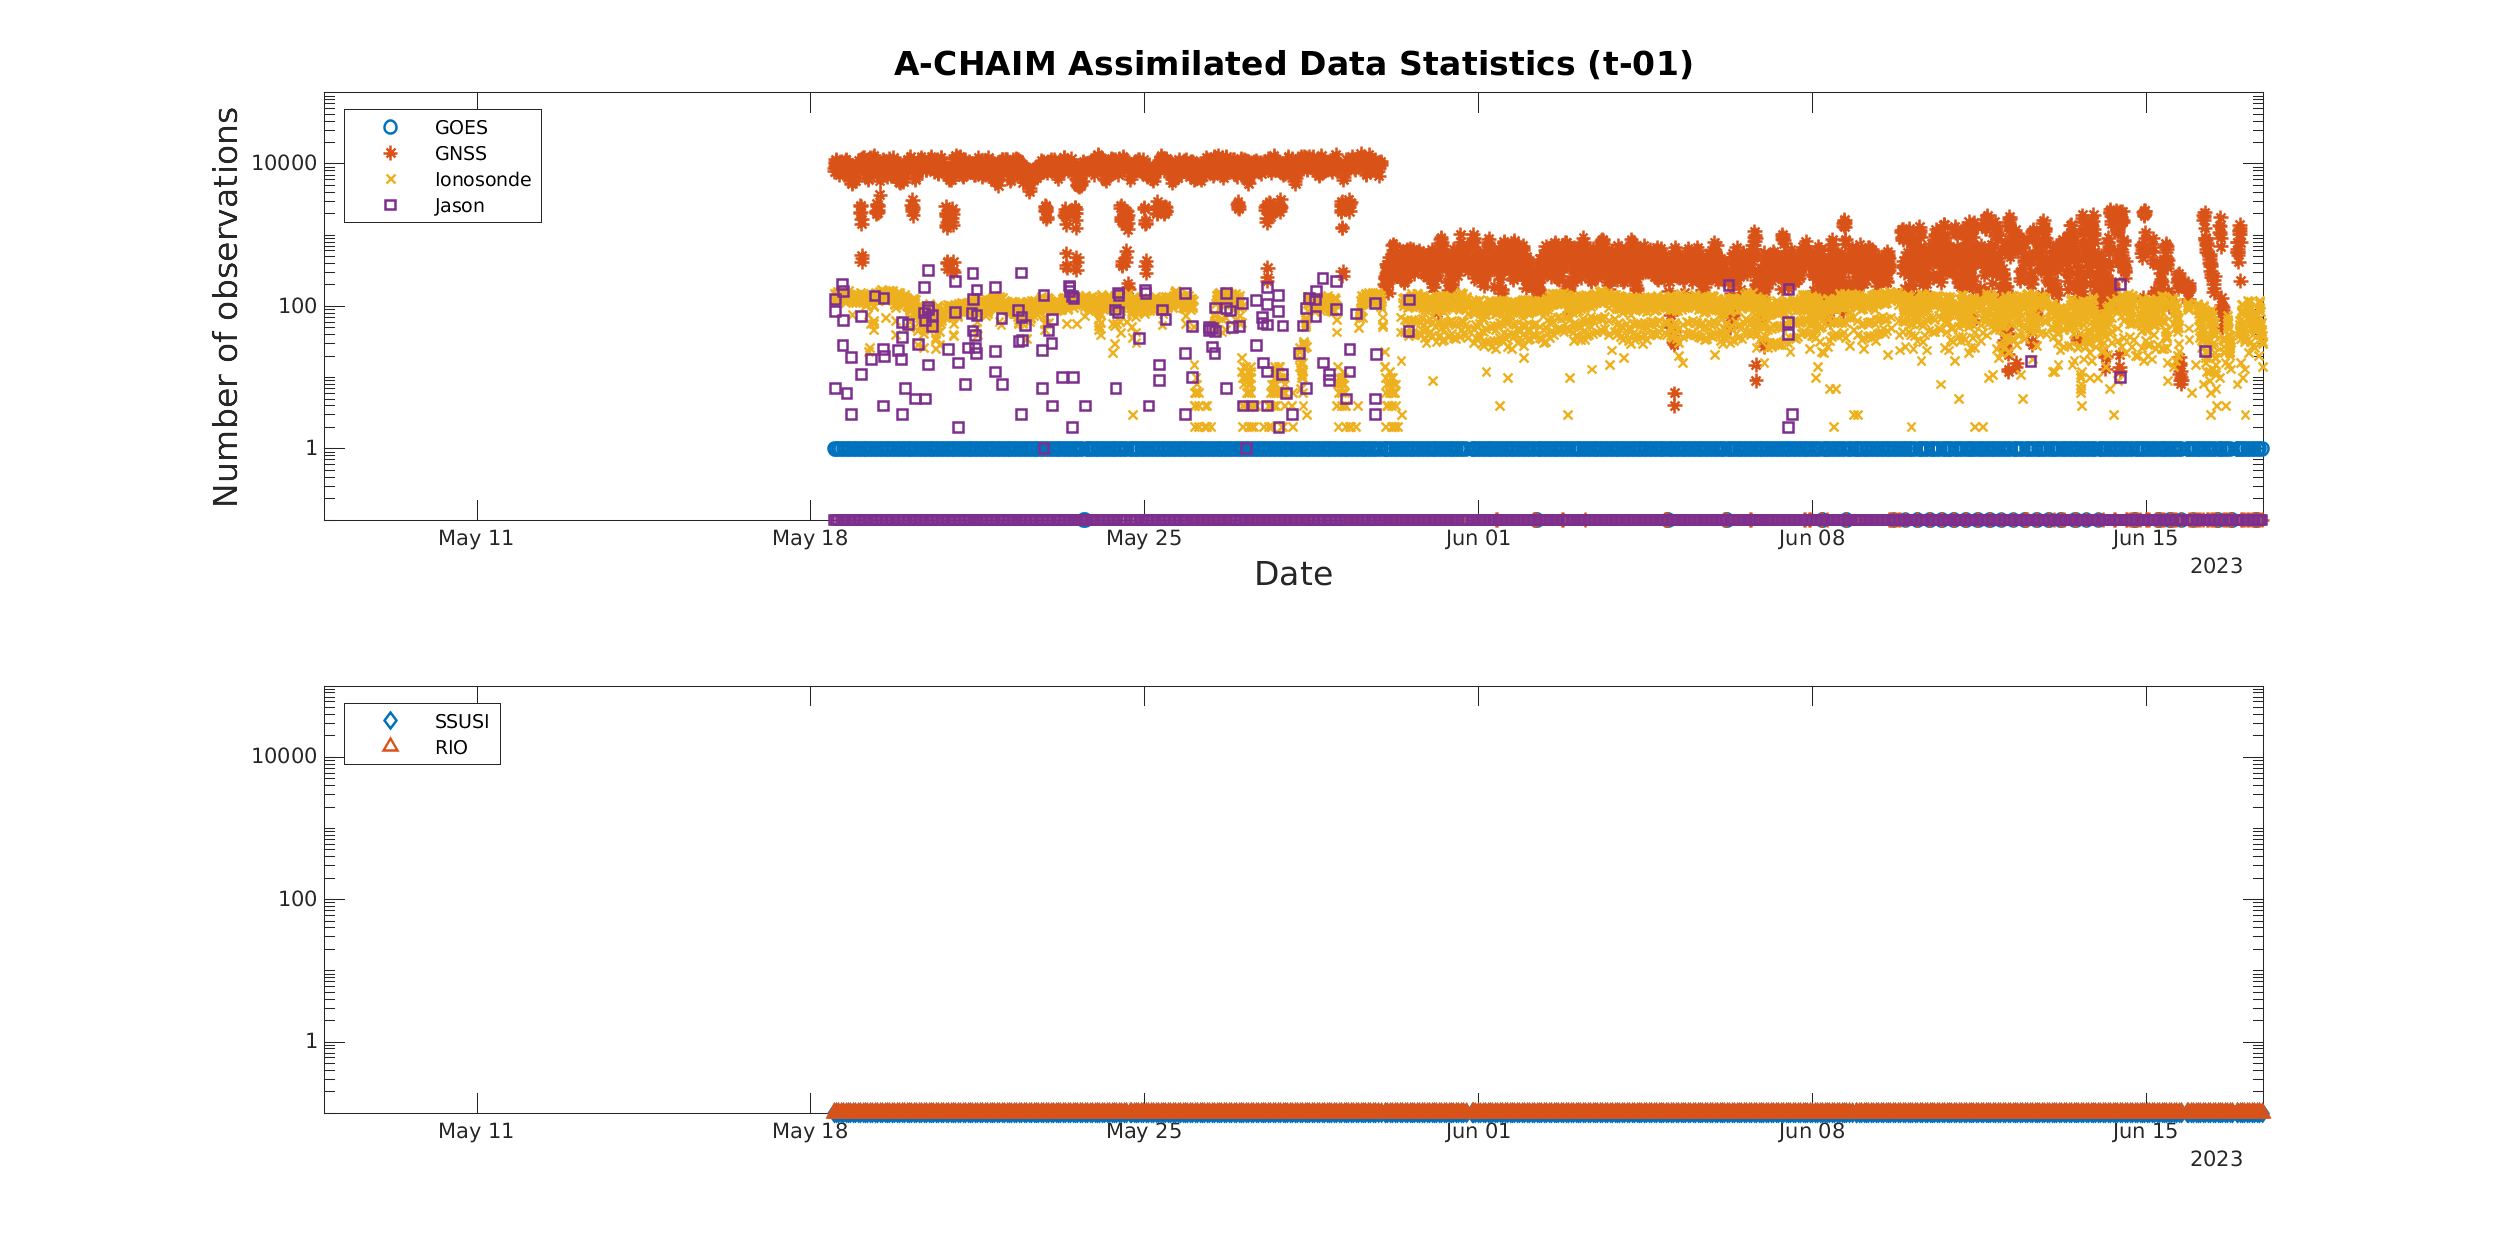 A-CHAIM Assimilated Data Statistics (t-01)
Number of observations
10000
100
1
GOES
GNSS
Ionosonde
Jason
May 11
May 18
May 25
Jun 01
Jun 08
Jun 15
2023
Date
10000
100
1
SSUSI
RIO
May 11
May 18
May 25
Jun 01
Jun 08
Jun 15
2023